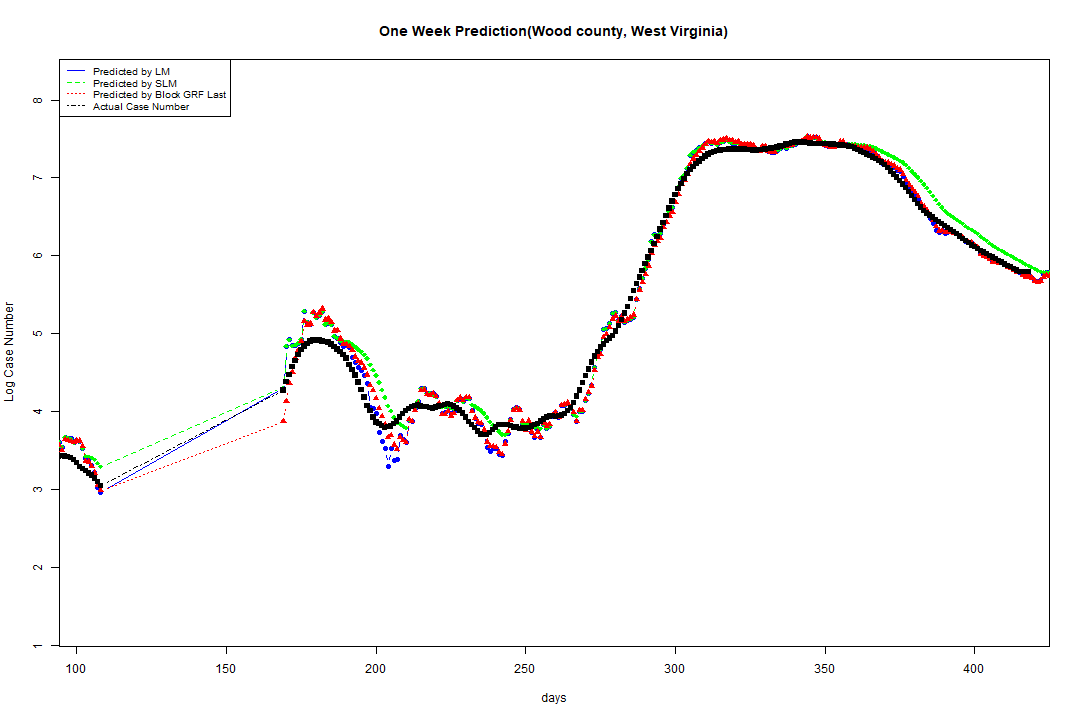 One Week Prediction(Wood county, West Virginia)
Predicted by LM
Predicted by SLM
Predicted by Block GRF Last
Actual Case Number
8
7
6
5
4
3
2
1
Log Case Number
100 150 200 250 300 350 400
days